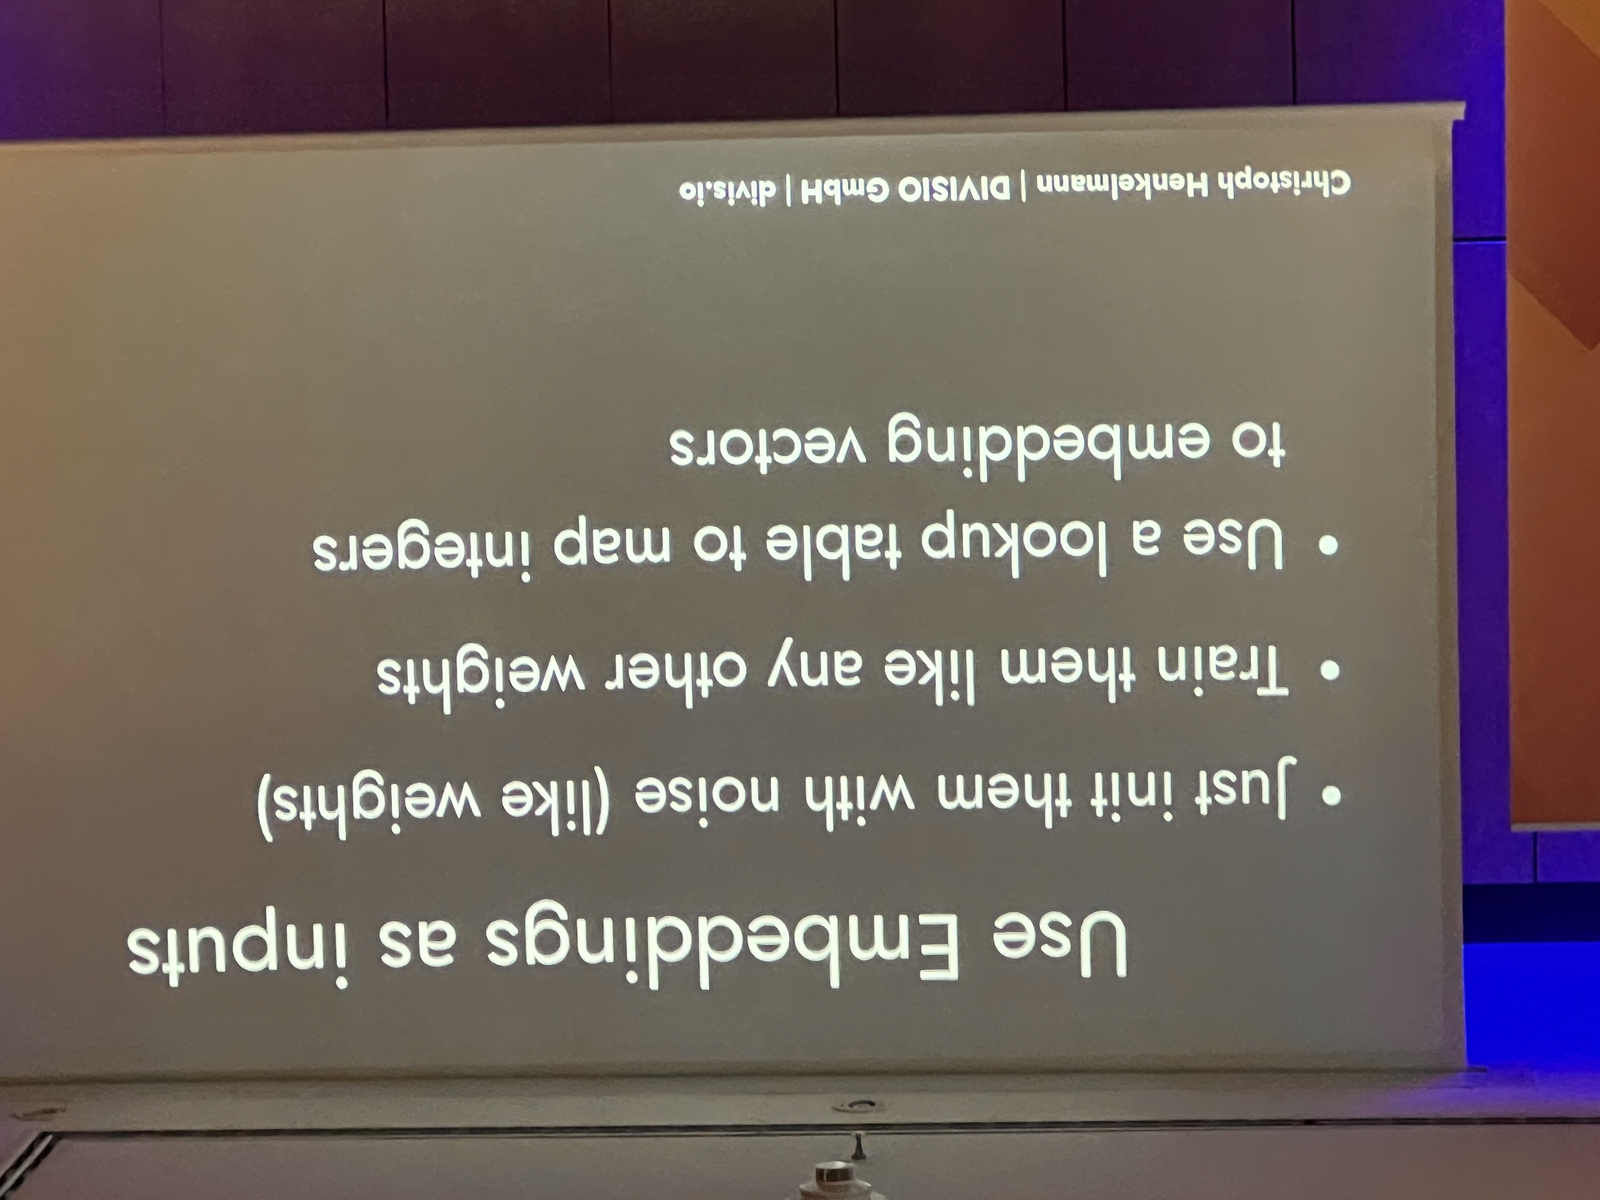 Use Embeddings as inputs
• Just init them with noise (like weights)
• Train them like any other weights
• Use a lookup table to map integers
to embedding vectors
Christoph Henkelmann | DIVISIO GmbH | divis.io